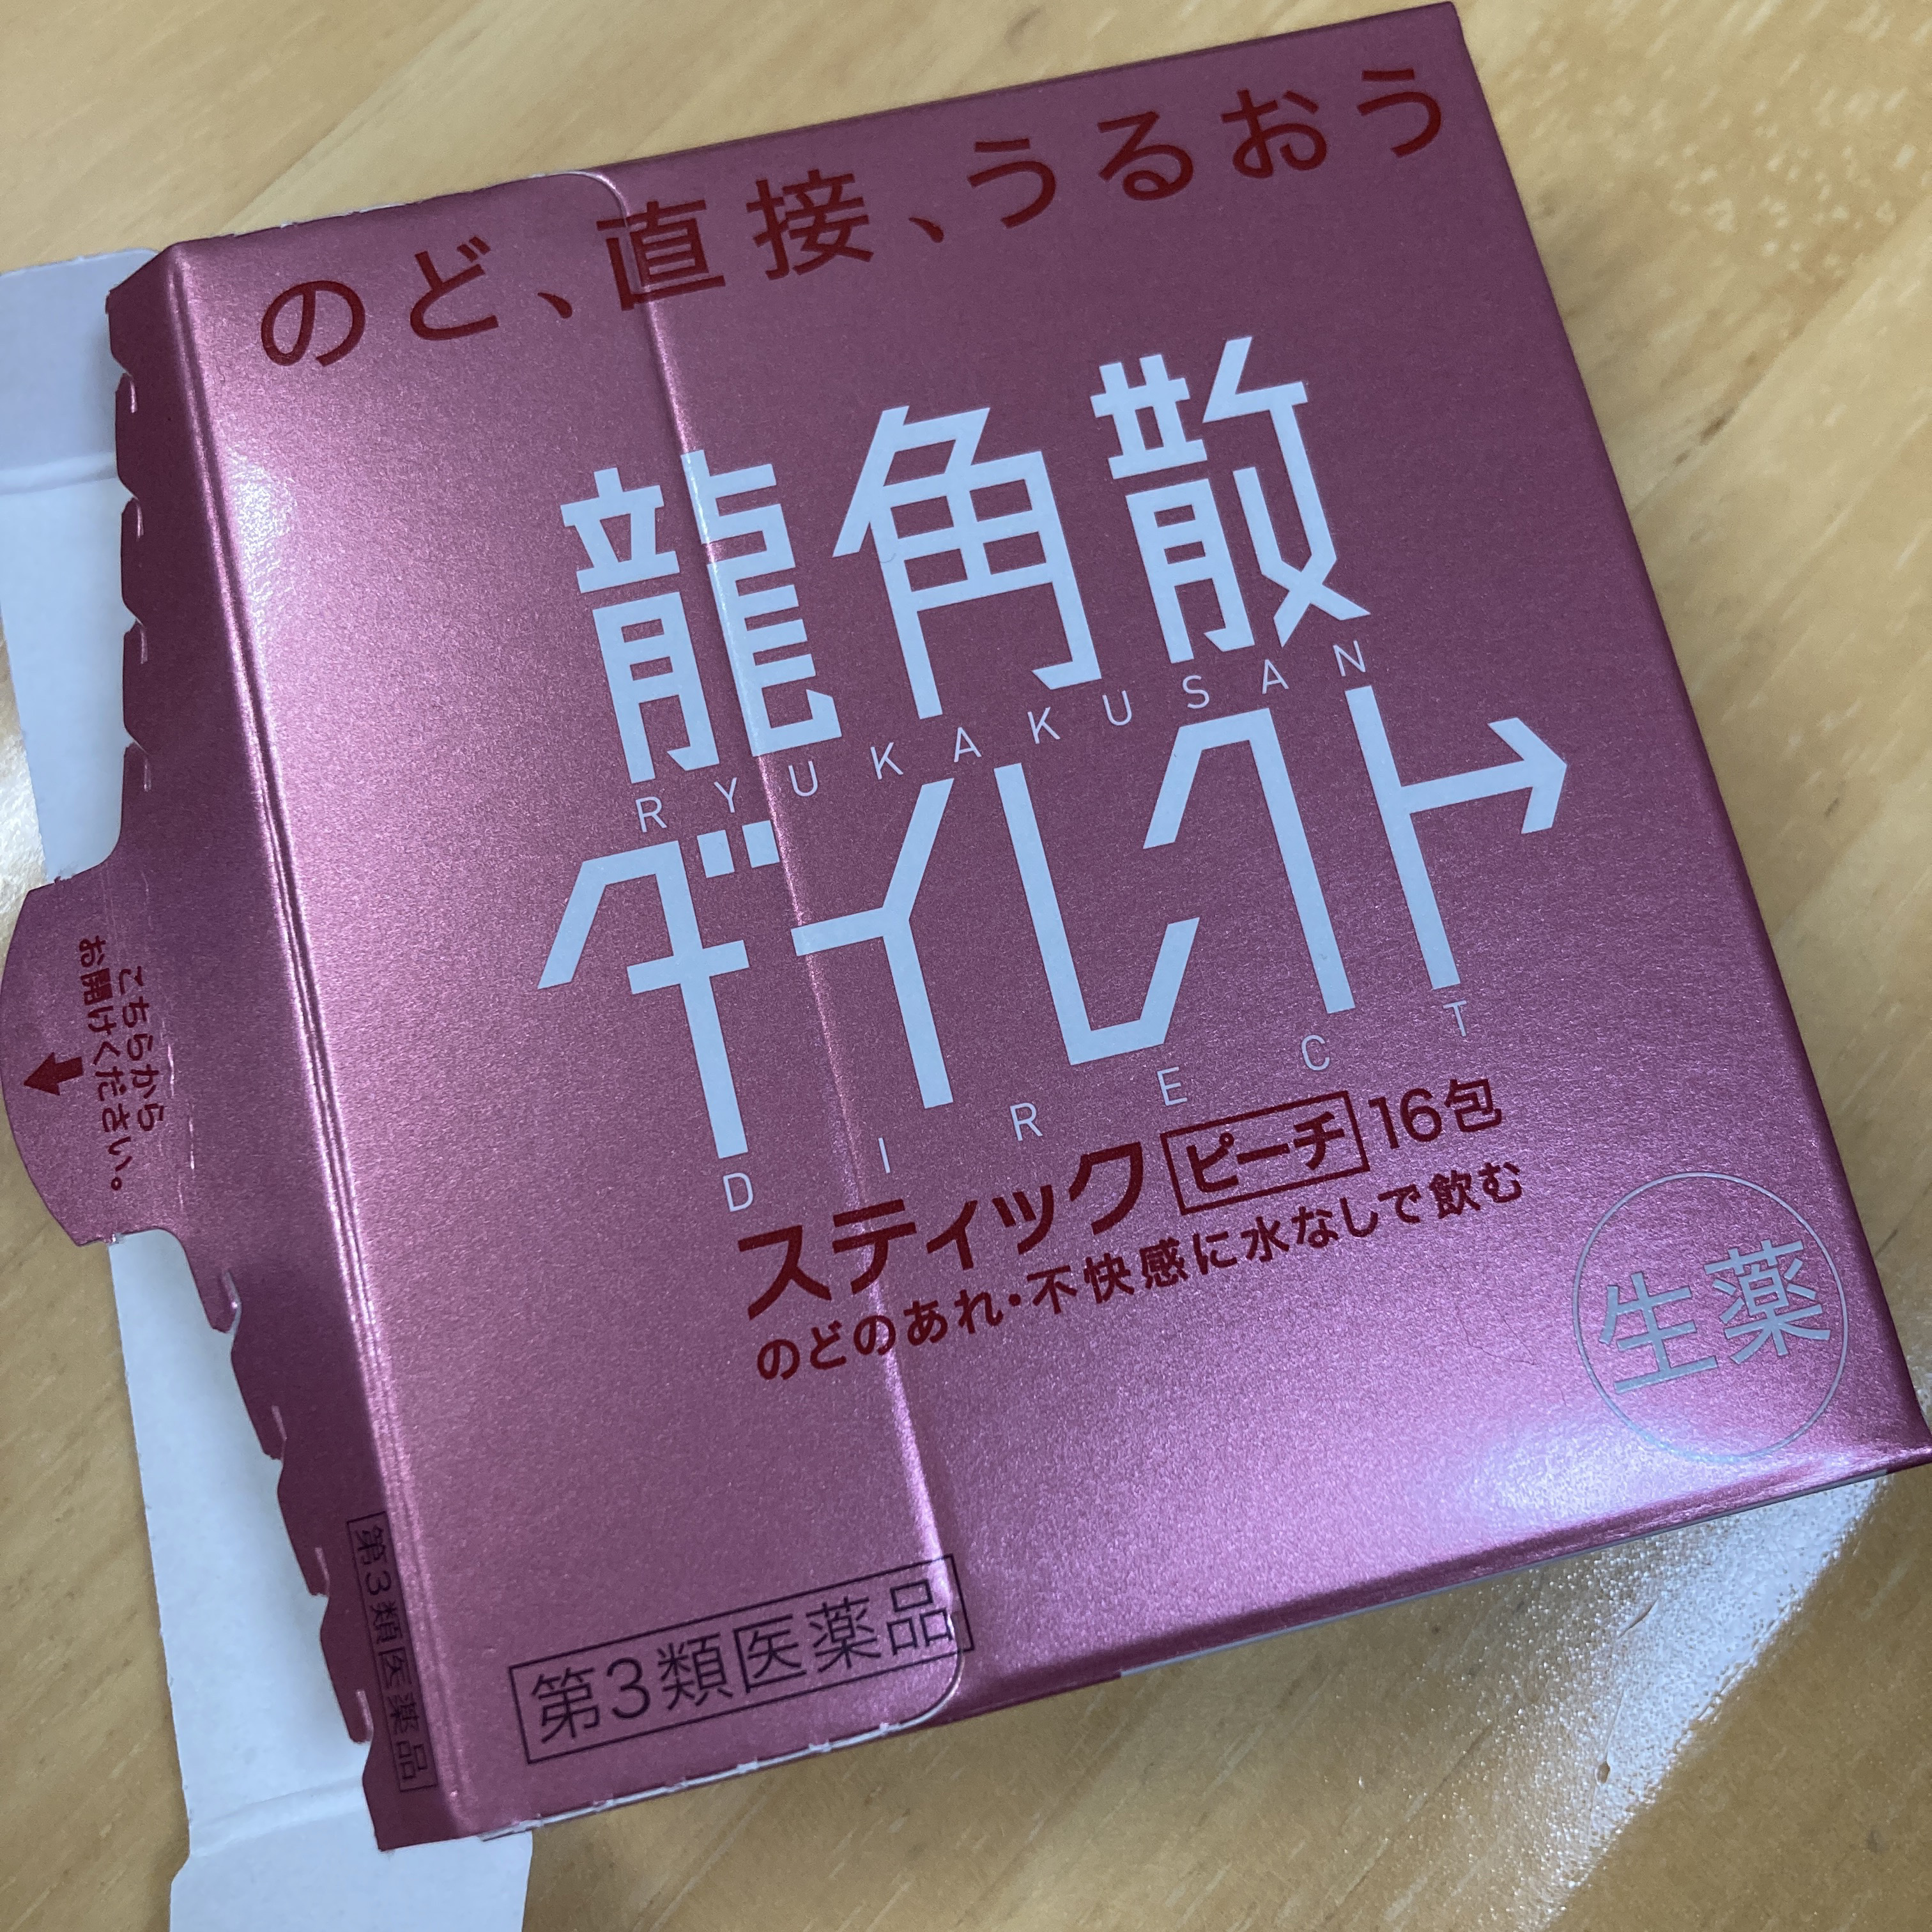 のど、直接、うるおう
龍角散
RYUKAKUSAN
ダイレクト
DIRECT
スティック ピーチ 16包
のどのあれ・不快感に水なしで飲む
生薬
第3類医薬品
こちらから
お開けください。
第3類医薬品